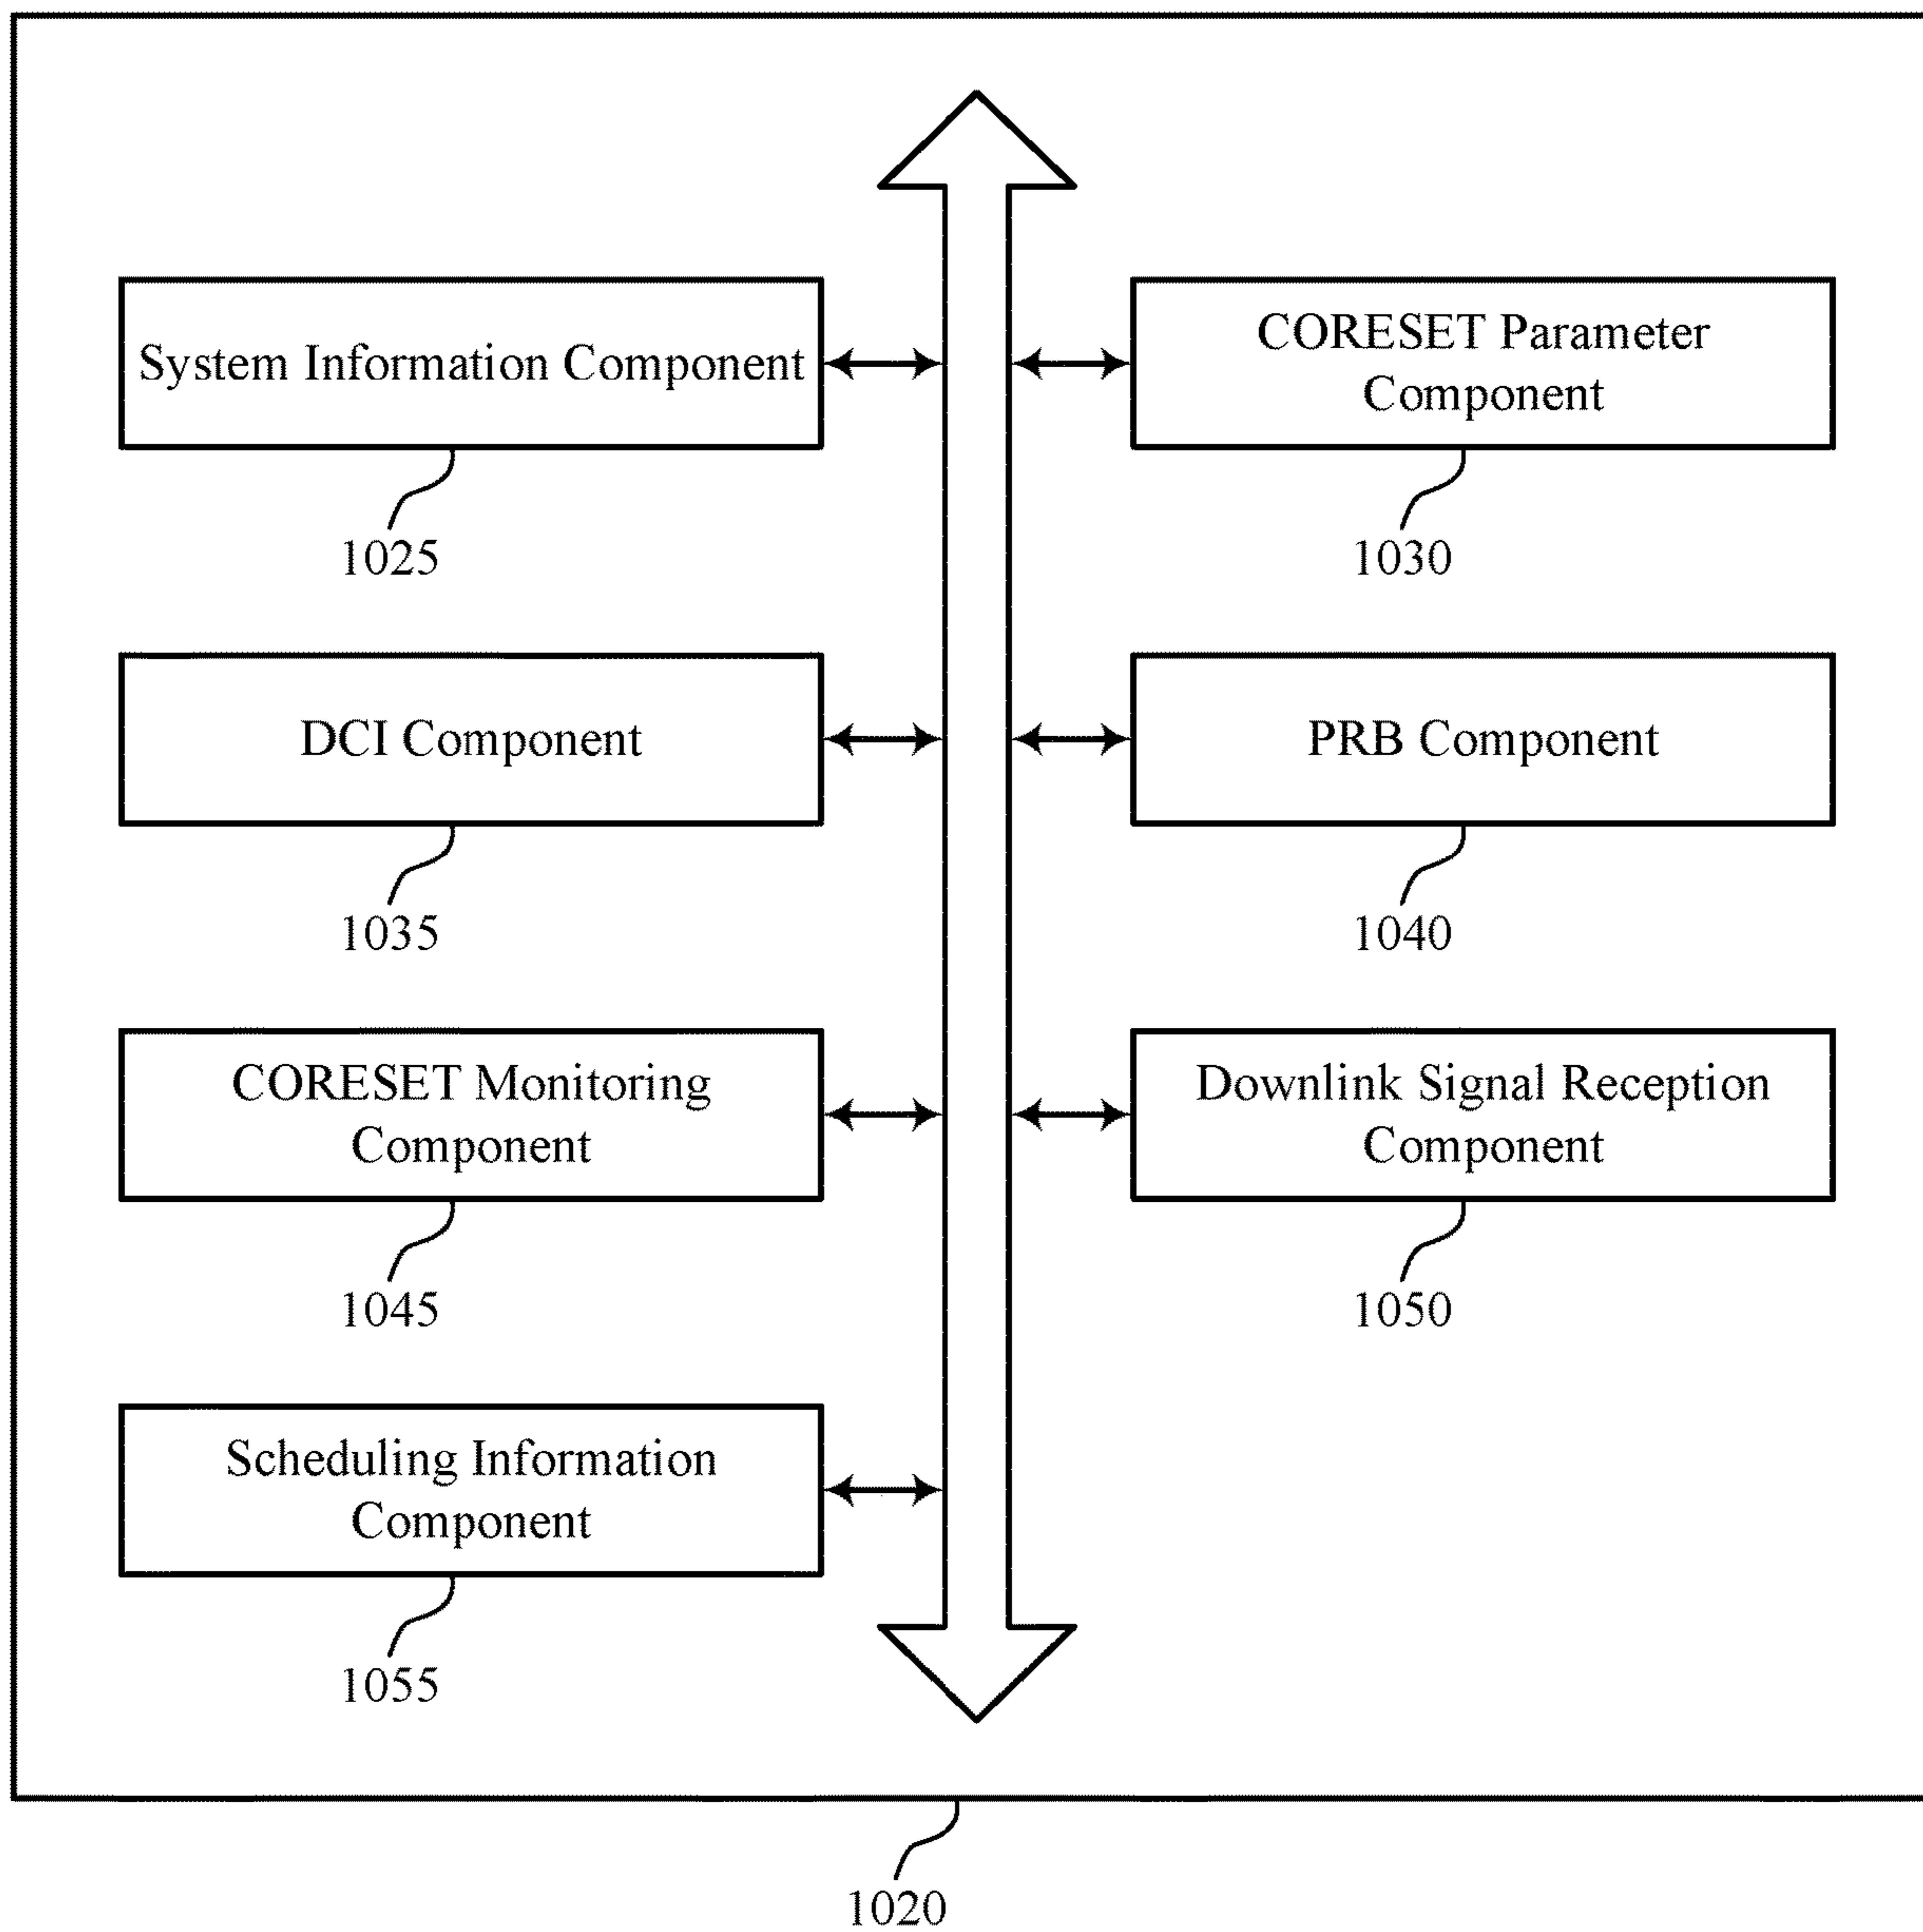 System Information Component
1025
CORESET Parameter
Component
1030
DCI Component
1035
PRB Component
1040
CORESET Monitoring
Component
1045
Downlink Signal Reception
Component
1050
Scheduling Information
Component
1055
1020